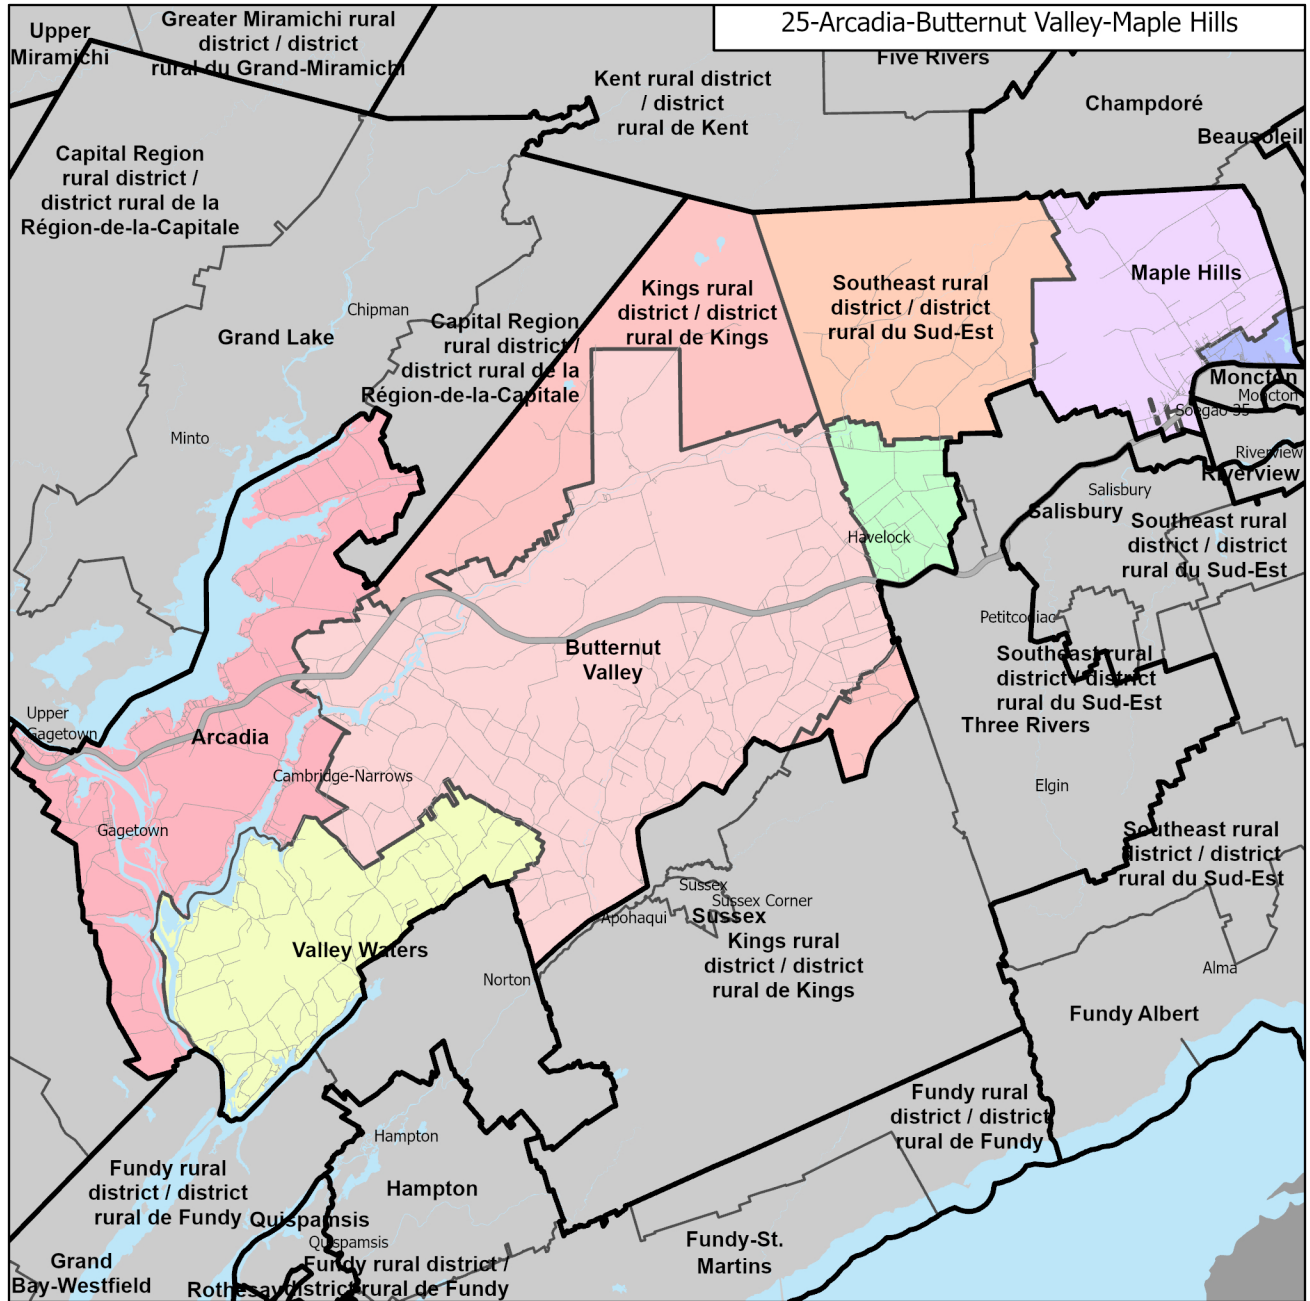 25-Arcadia-Butternut Valley-Maple Hills
Upper
Miramichi
Greater Miramichi rural
district / district
rural du Grand-Miramichi
Five Rivers
Kent rural district
/ district
rural de Kent
Champdoré
Beausoleil
Capital Region
rural district /
district rural de la
Région-de-la-Capitale
Maple Hills
Kings rural
district / district
rural de Kings
Southeast rural
district / district
rural du Sud-Est
Chipman
Grand Lake
Capital Region
rural district /
district rural de la
Région-de-la-Capitale
Moncton
Moncton
Soegao 35
Minto
Riverview
Riverview
Salisbury
Salisbury
Southeast rural
district / district
rural du Sud-Est
Havelock
Petitcodiac
Butternut
Valley
Southeast rural
district / district
rural du Sud-Est
Three Rivers
Upper
Gagetown
Arcadia
Cambridge-Narrows
Elgin
Gagetown
Southeast rural
district / district
rural du Sud-Est
Sussex
Sussex Corner
Apohaqui
Sussex
Kings rural
district / district
rural de Kings
Valley Waters
Norton
Alma
Fundy Albert
Fundy rural
district / district
rural de Fundy
Hampton
Fundy rural
district / district
rural de Fundy
Hampton
Quispamsis
Quispamsis
Fundy-St.
Martins
Grand
Bay-Westfield
Rothesay
Fundy rural district /
district rural de Fundy